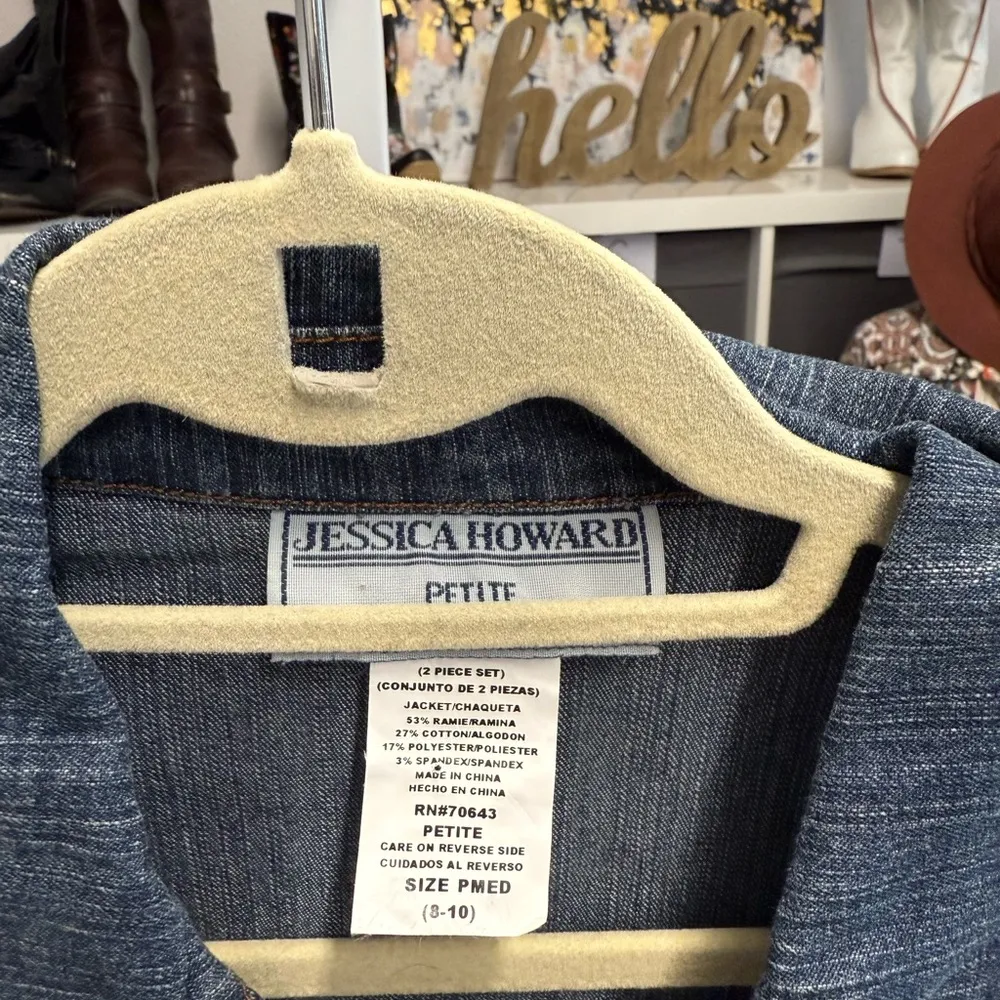 hello
JESSICA HOWARD
PETITE
(2 PIECE SET)
(CONJUNTO DE 2 PIEZAS)
JACKET/CHAQUETA
53% RAMIE/RAMINA
27% COTTON/ALGODON
17% POLYESTER/POLIESTER
3% SPANDEX/SPANDEX
MADE IN CHINA
HECHO EN CHINA
RN#70643
PETITE
CARE ON REVERSE SIDE
CUIDADOS AL REVERSO
SIZE PMED
(8-10)